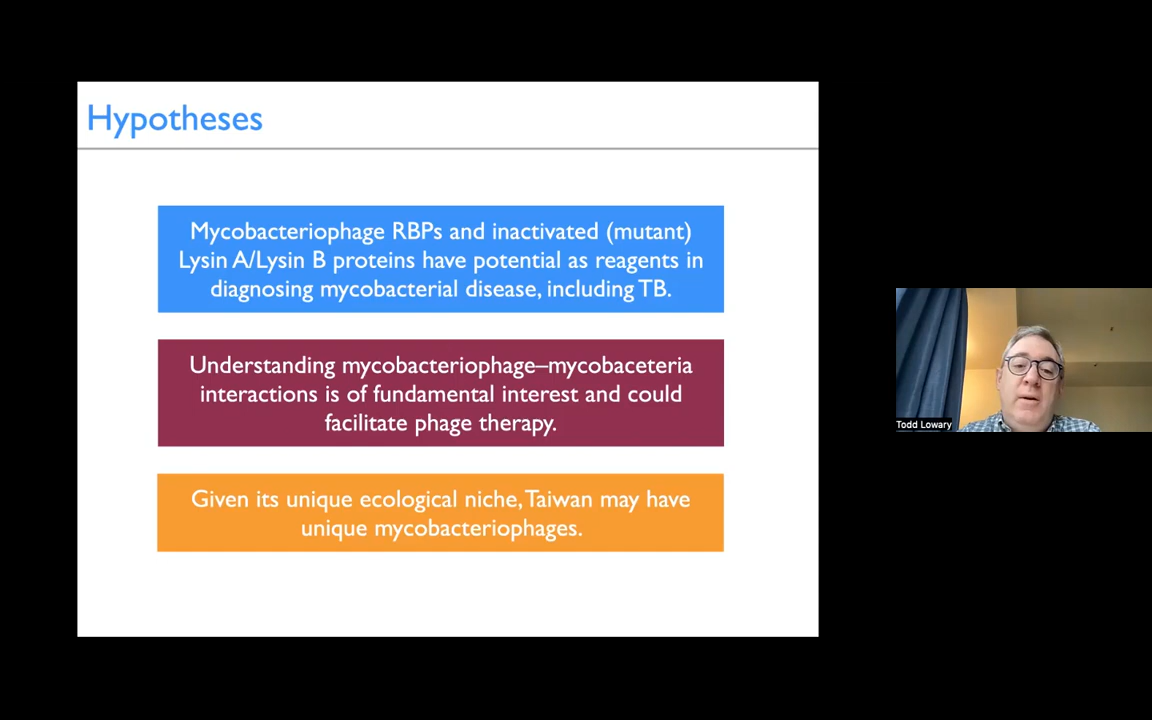 Hypotheses
Mycobacteriophage RBPs and inactivated (mutant)
Lysin A/Lysin B proteins have potential as reagents in
diagnosing mycobacterial disease, including TB.
Understanding mycobacteriophage–mycobaceteria
interactions is of fundamental interest and could
facilitate phage therapy.
Given its unique ecological niche, Taiwan may have
unique mycobacteriophages.
Todd Lowary